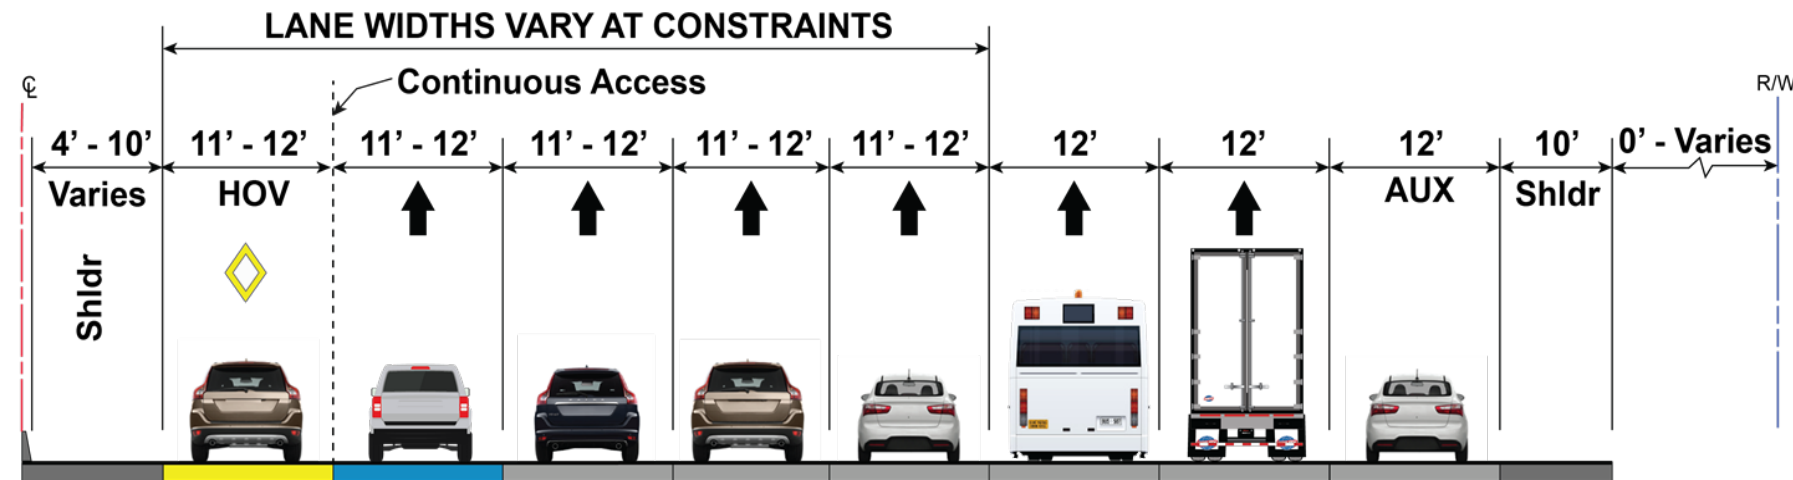 LANE WIDTHS VARY AT CONSTRAINTS
Continuous Access
℄
R/W
4’ - 10’
11’ - 12’
11’ - 12’
11’ - 12’
11’ - 12’
11’ - 12’
12’
12’
12’
10’
0’ - Varies
Varies
HOV
AUX
Shldr
Shldr